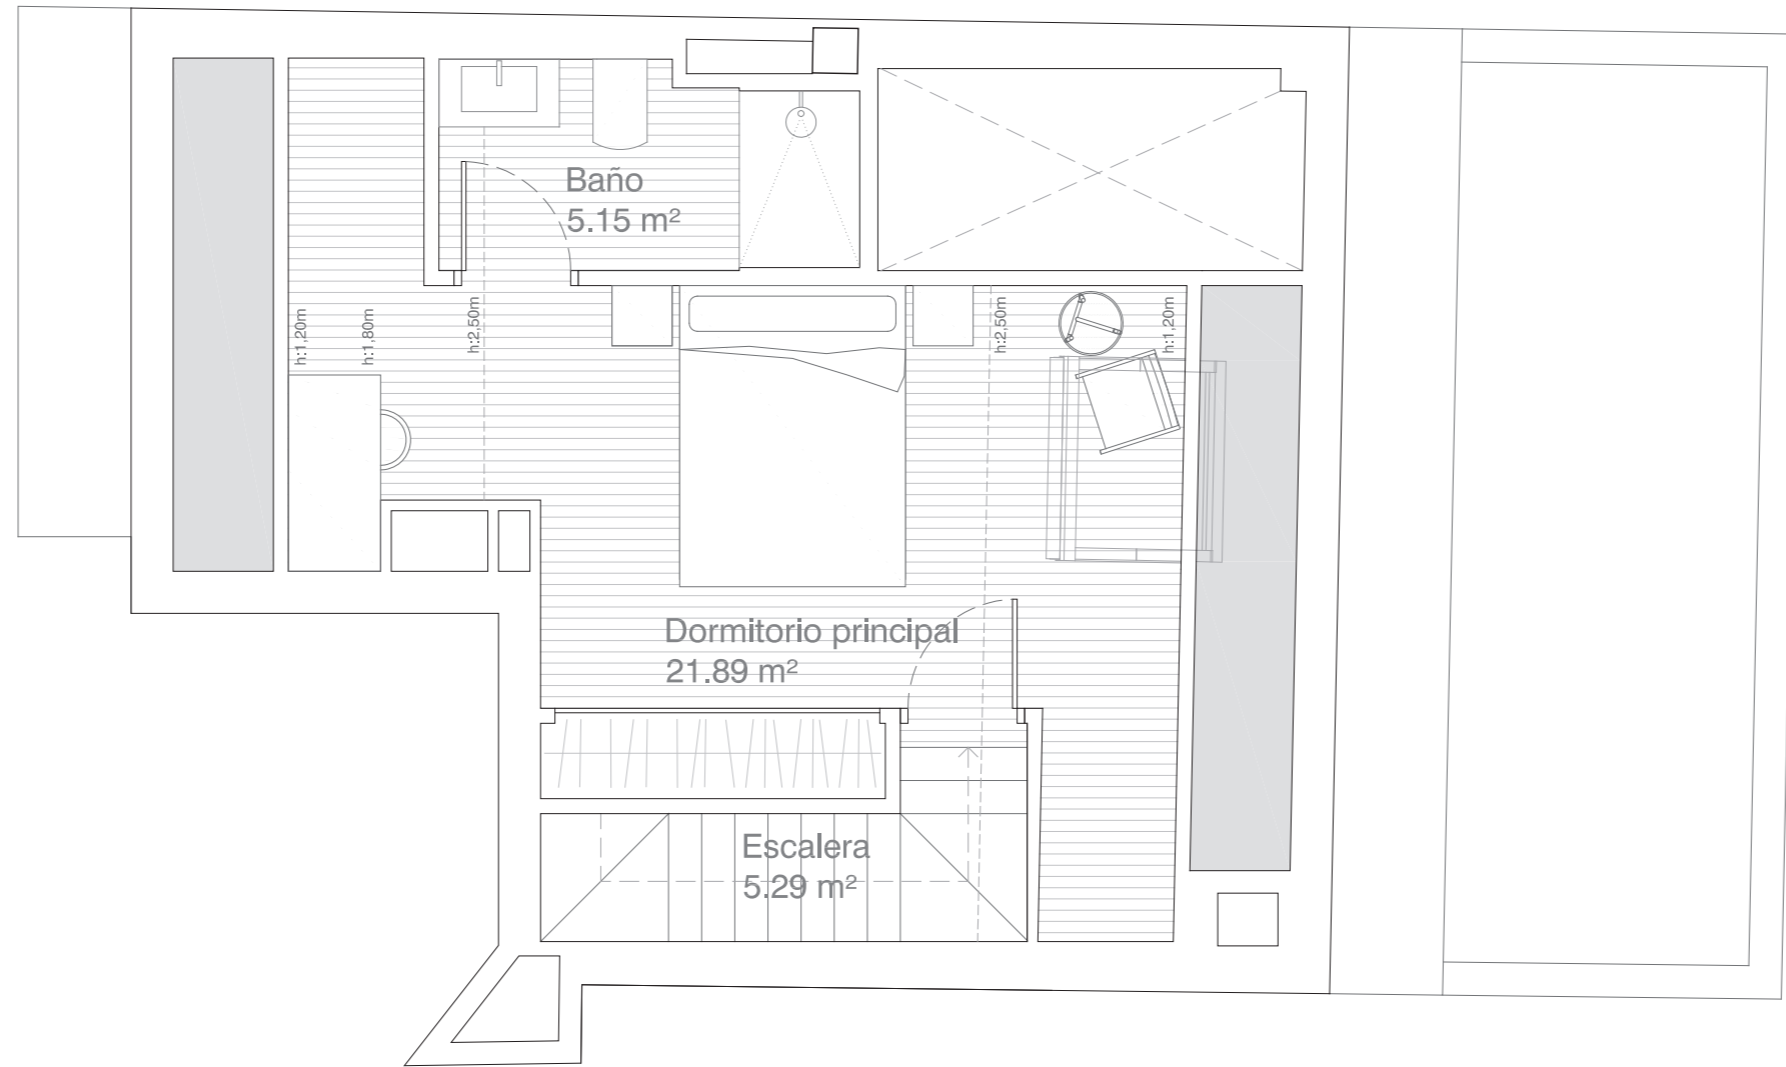 Baño
5.15 m²
h:1,20m
h:1,80m
h:2,50m
h:2,50m
h:1,20m
Dormitorio principal
21.89 m²
Escalera
5.29 m²